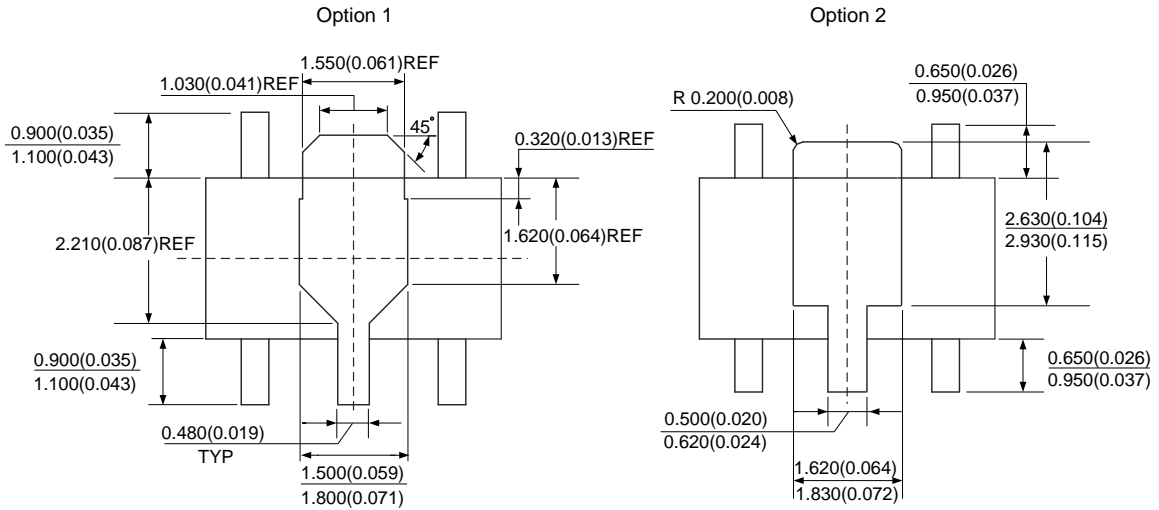 Option 1
Option 2
1.550(0.061)REF
1.030(0.041)REF
45°
0.900(0.035)
1.100(0.043)
0.320(0.013)REF
2.210(0.087)REF
1.620(0.064)REF
0.900(0.035)
1.100(0.043)
0.480(0.019)
TYP
1.500(0.059)
1.800(0.071)
0.650(0.026)
0.950(0.037)
R 0.200(0.008)
2.630(0.104)
2.930(0.115)
0.650(0.026)
0.950(0.037)
0.500(0.020)
0.620(0.024)
1.620(0.064)
1.830(0.072)